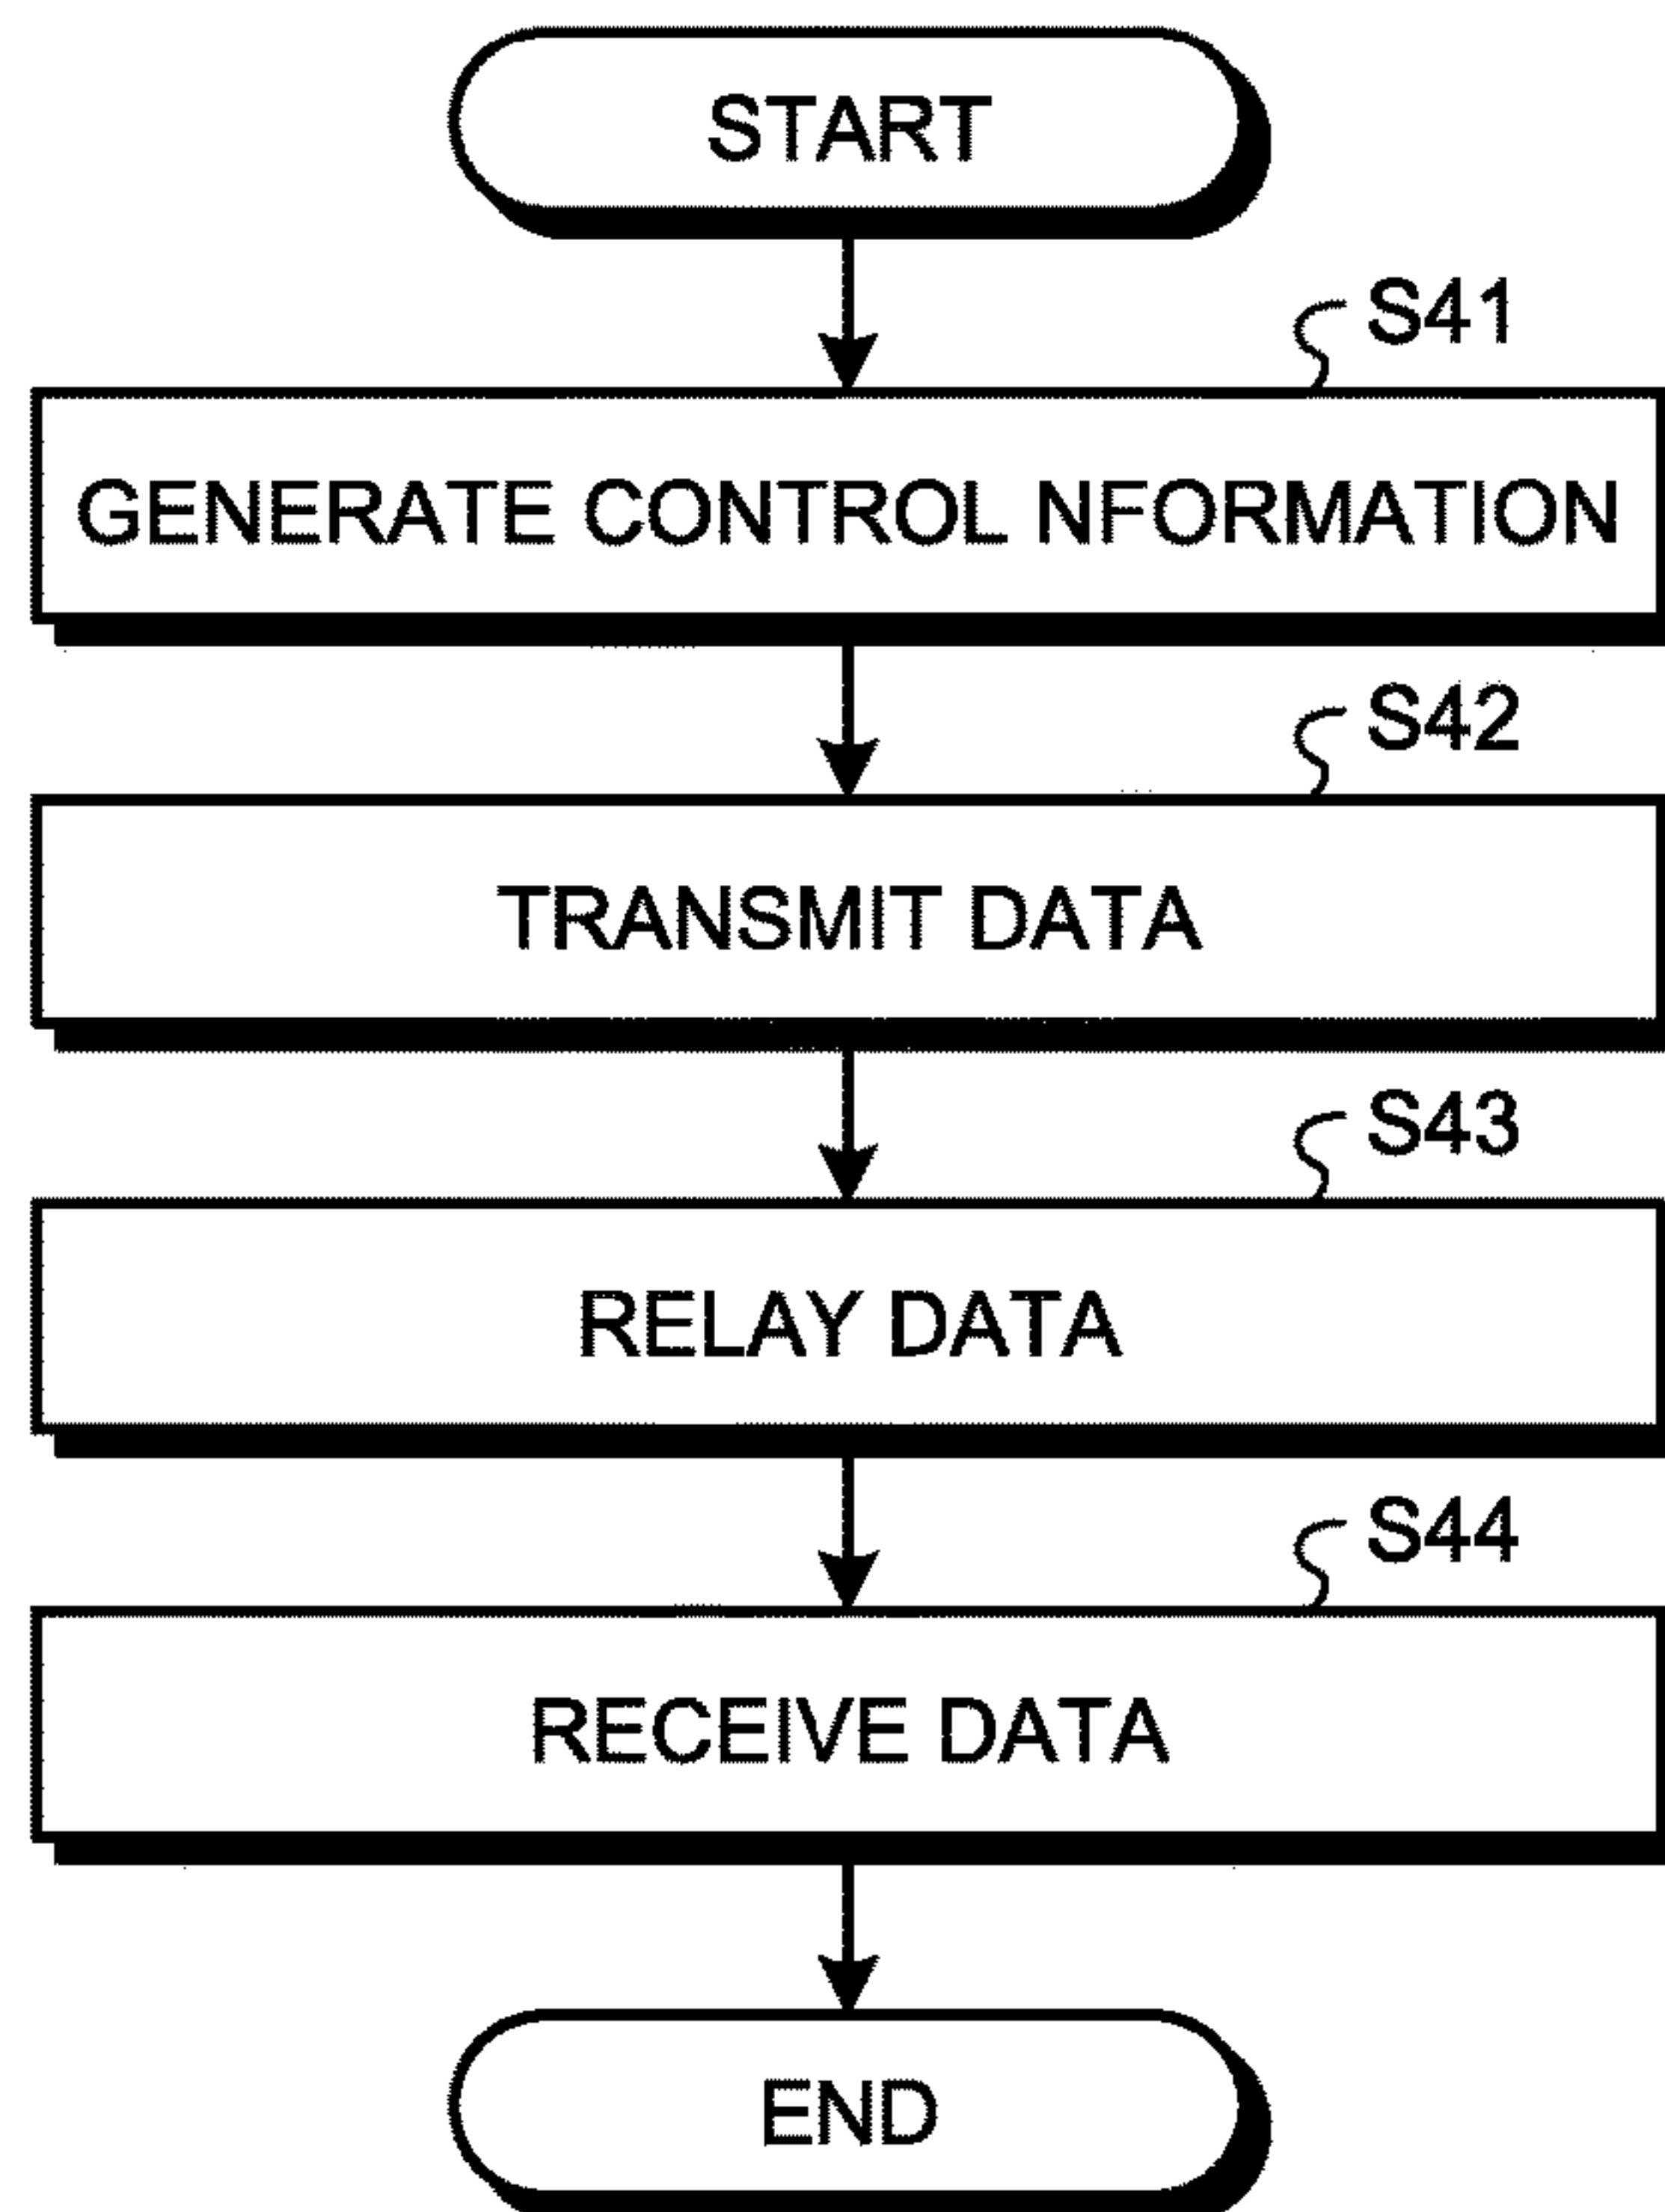 START
S41
GENERATE CONTROL NFORMATION
S42
TRANSMIT DATA
S43
RELAY DATA
S44
RECEIVE DATA
END